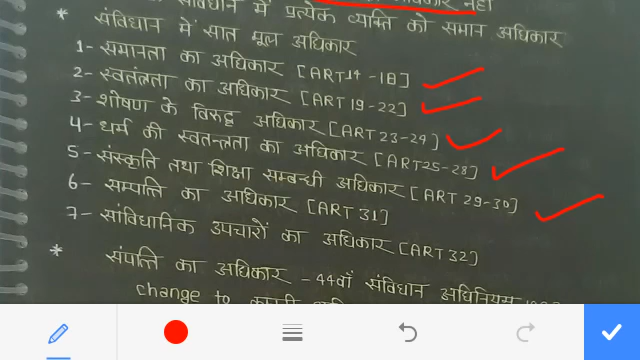 संविधान में प्रत्येक व्यक्ति को समान अधिकार
* संविधान में सात मूल अधिकार
1- समानता का अधिकार [ART 14-18]
2- स्वतंत्रता का अधिकार [ART 19-22]
3- शोषण के विरुद्ध अधिकार [ART 23-24]
4- धर्म की स्वतन्त्रता का अधिकार [ART 25-28]
5- संस्कृति तथा शिक्षा सम्बन्धी अधिकार [ART 29-30]
6- सम्पत्ति का अधिकार [ART 31]
7- सांविधानिक उपचारों का अधिकार [ART 32]
* संपत्ति का अधिकार - 44वाँ संविधान अधिनियम
change to